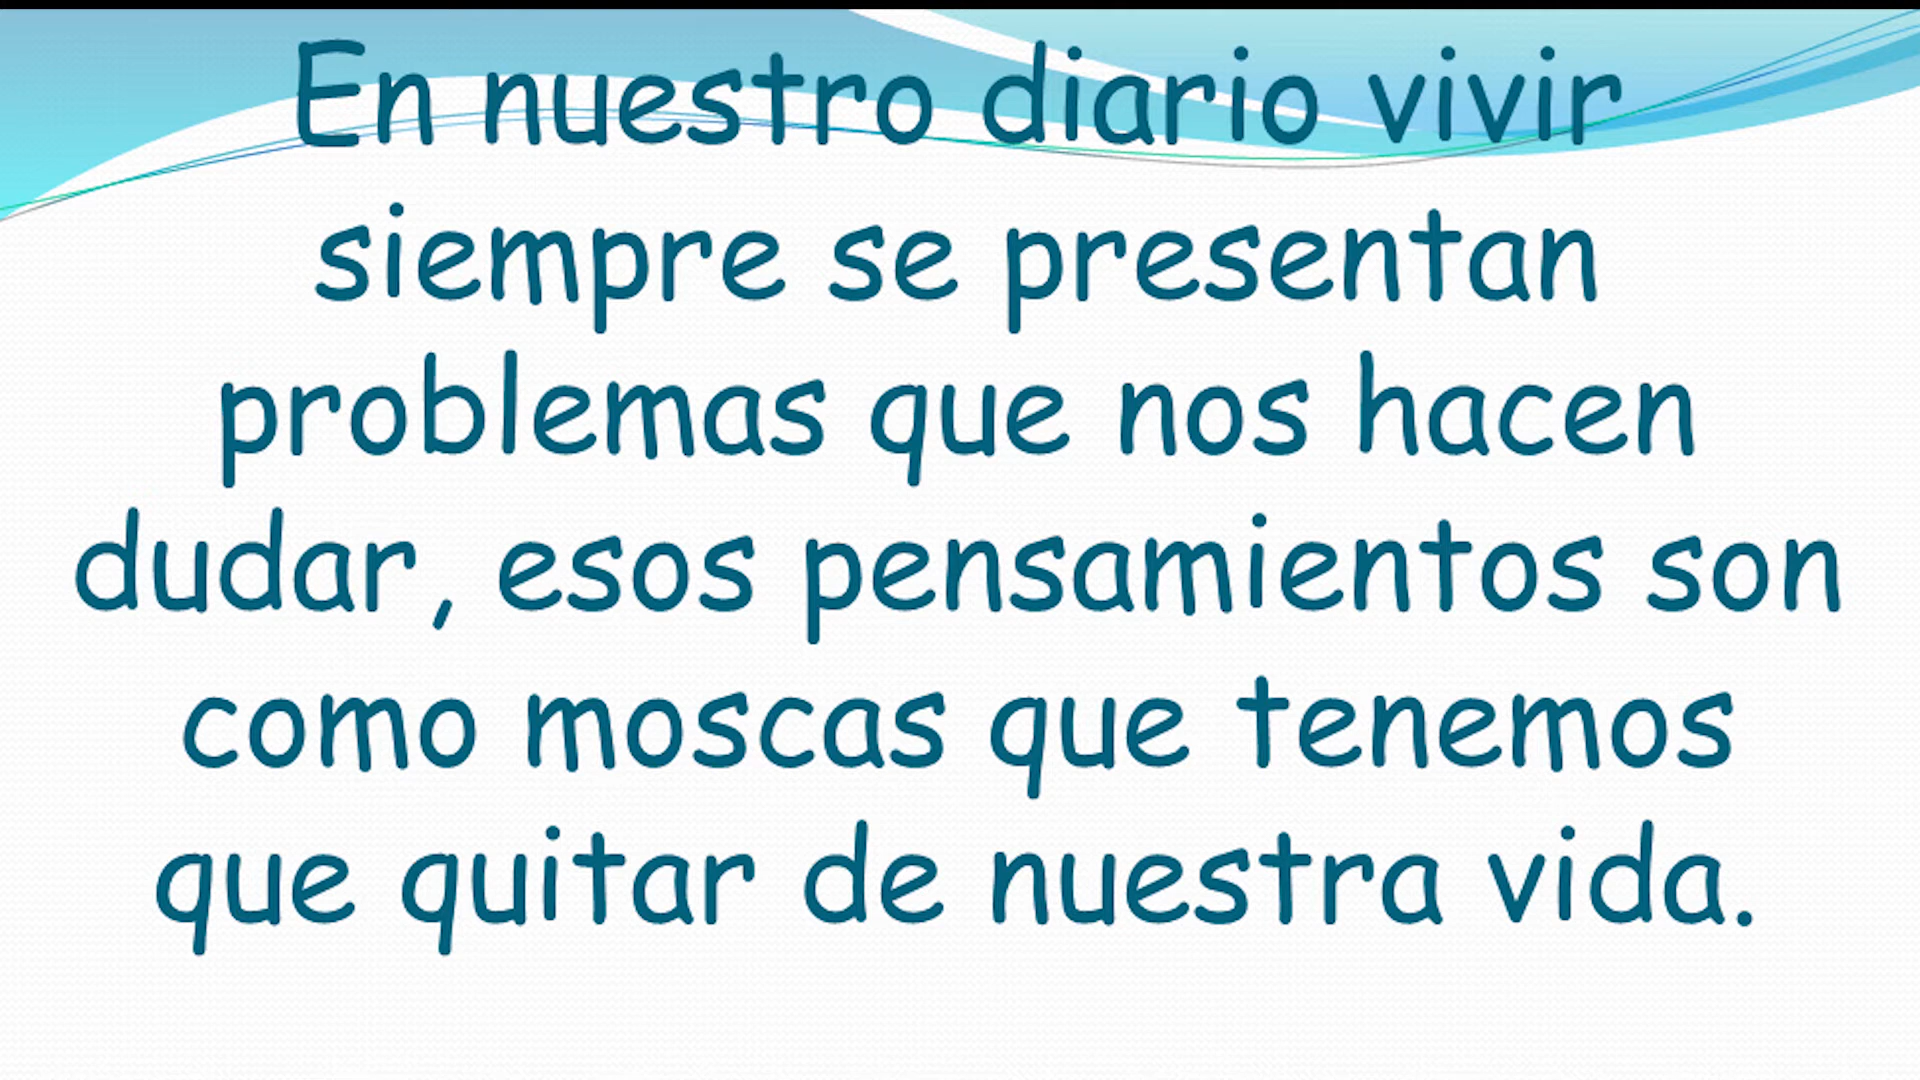 En nuestro diario vivir
siempre se presentan
problemas que nos hacen
dudar, esos pensamientos son
como moscas que tenemos
que quitar de nuestra vida.